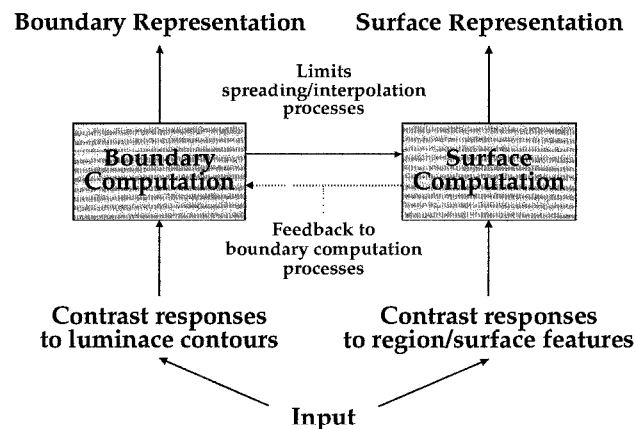 Boundary Representation
Surface Representation
Limits
spreading/interpolation
processes
Boundary
Computation
Surface
Computation
Feedback to
boundary computation
processes
Contrast responses
to luminace contours
Contrast responses
to region/surface features
Input